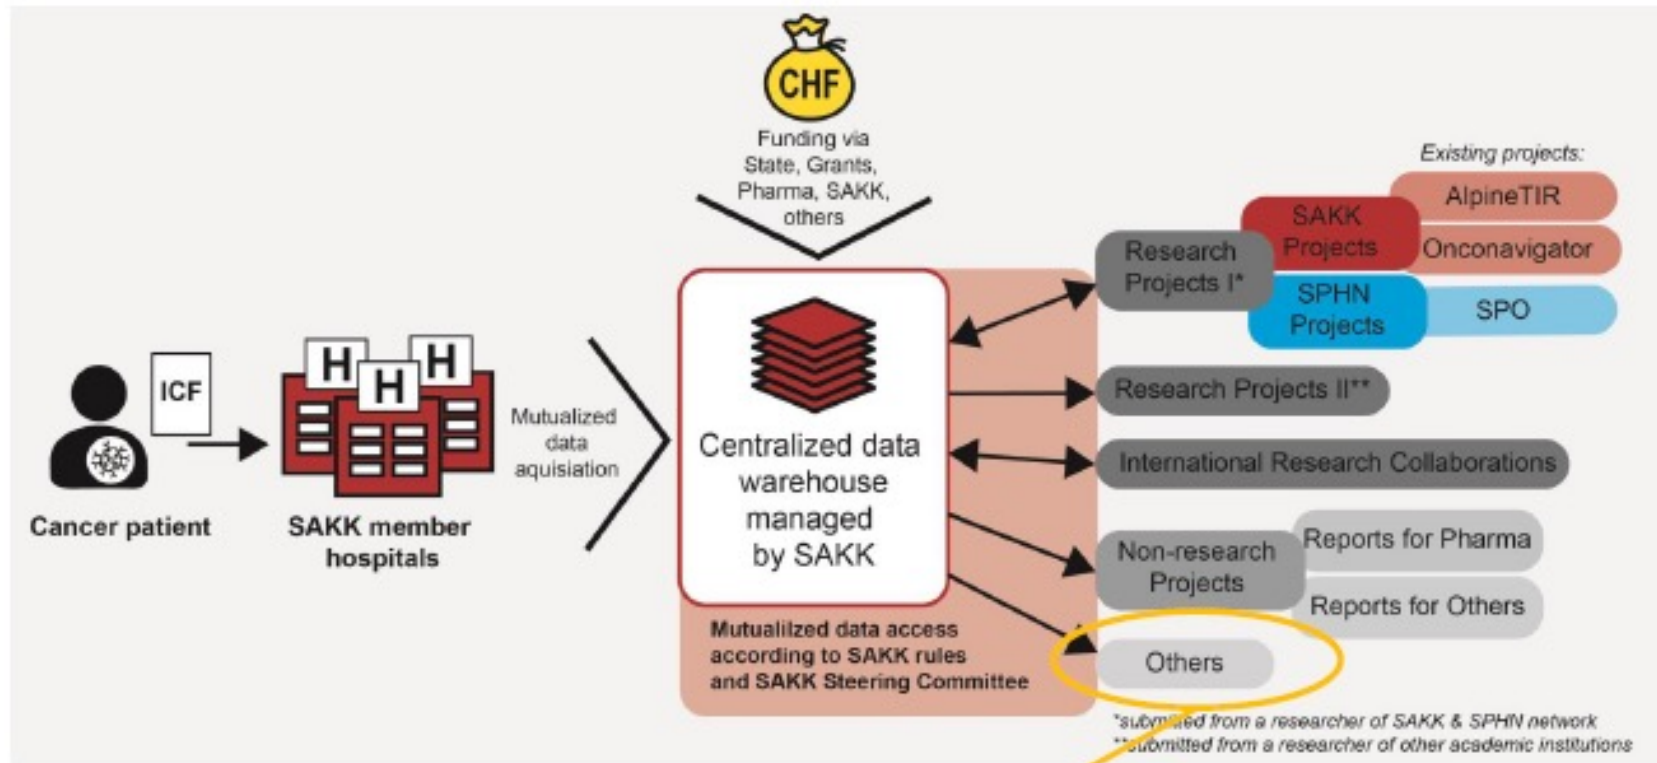 CHF
Funding via
State, Grants,
Pharma, SAKK,
others
ICF
Cancer patient
H
H
H
SAKK member
hospitals
Mutualized
data
aquisiation
Centralized data
warehouse
managed
by SAKK
Mutualilzed data access
according to SAKK rules
and SAKK Steering Committee
Existing projects:
Research
Projects I*
SAKK
Projects
AlpineTIR
Onconavigator
SPHN
Projects
SPO
Research Projects II**
International Research Collaborations
Non-research
Projects
Reports for Pharma
Reports for Others
Others
*submitted from a researcher of SAKK & SPHN network
**submitted from a researcher of other academic institutions